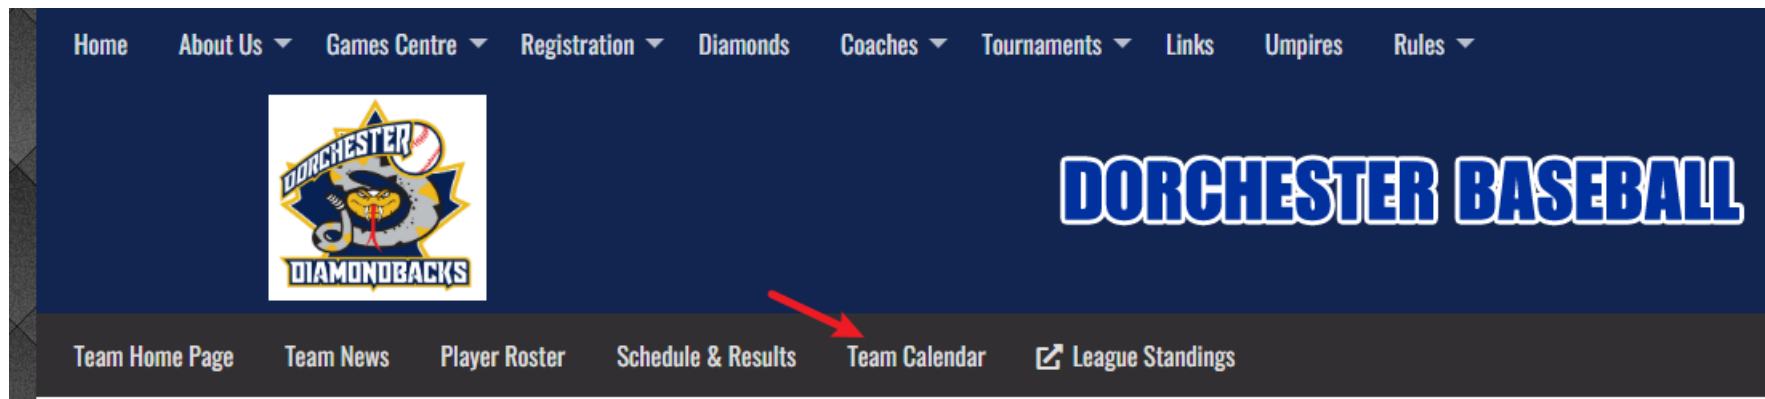 Home About Us Games Centre Registration Diamonds Coaches Tournaments Links Umpires Rules
DORCHESTER
DIAMONDBACKS
DORCHESTER BASEBALL
Team Home Page Team News Player Roster Schedule & Results Team Calendar League Standings